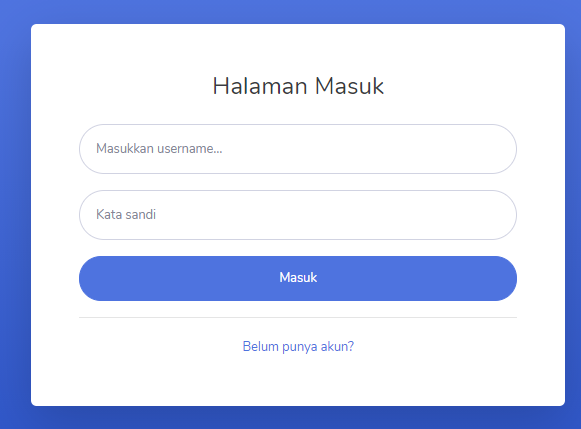 Halaman Masuk
Masukkan username...
Kata sandi
Masuk
Belum punya akun?